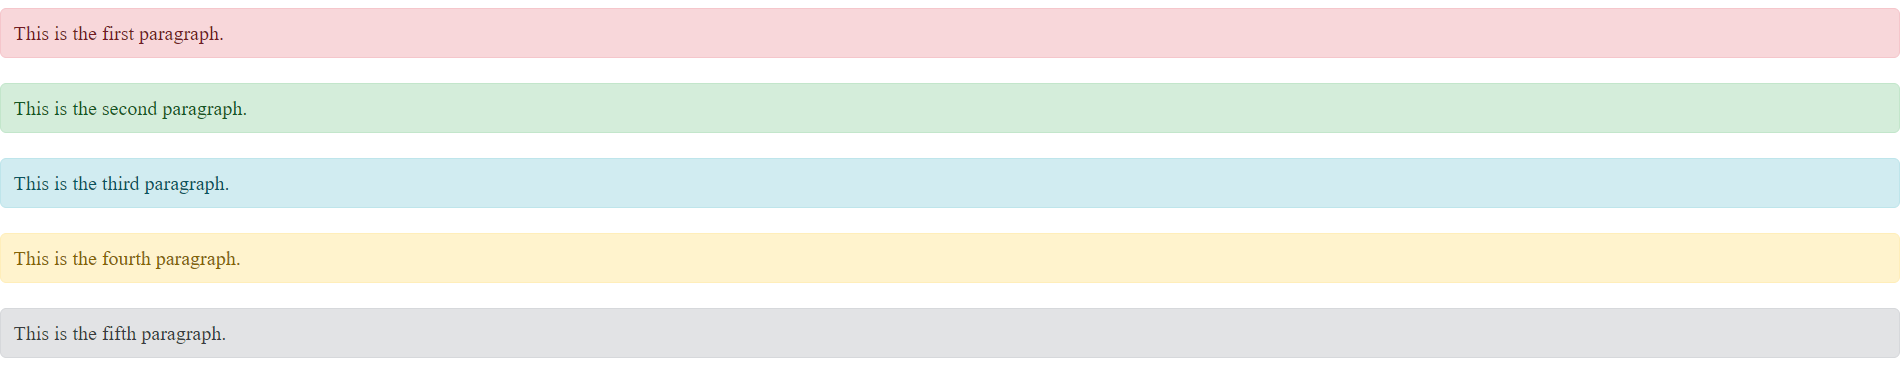 This is the first paragraph.
This is the second paragraph.
This is the third paragraph.
This is the fourth paragraph.
This is the fifth paragraph.